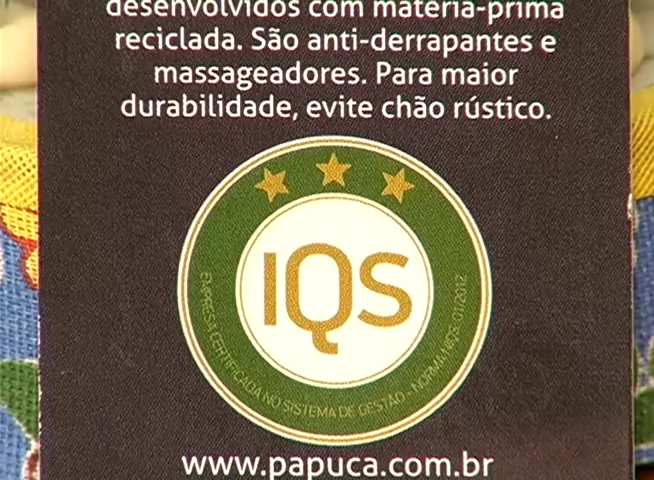 desenvolvidos com matéria-prima
reciclada. São anti-derrapantes e
massageadores. Para maior
durabilidade, evite chão rústico.
IQS
EMPRESA CERTIFICADA NO SISTEMA DE GESTÃO - NORMA NIQS: 01/2012
www.papuca.com.br